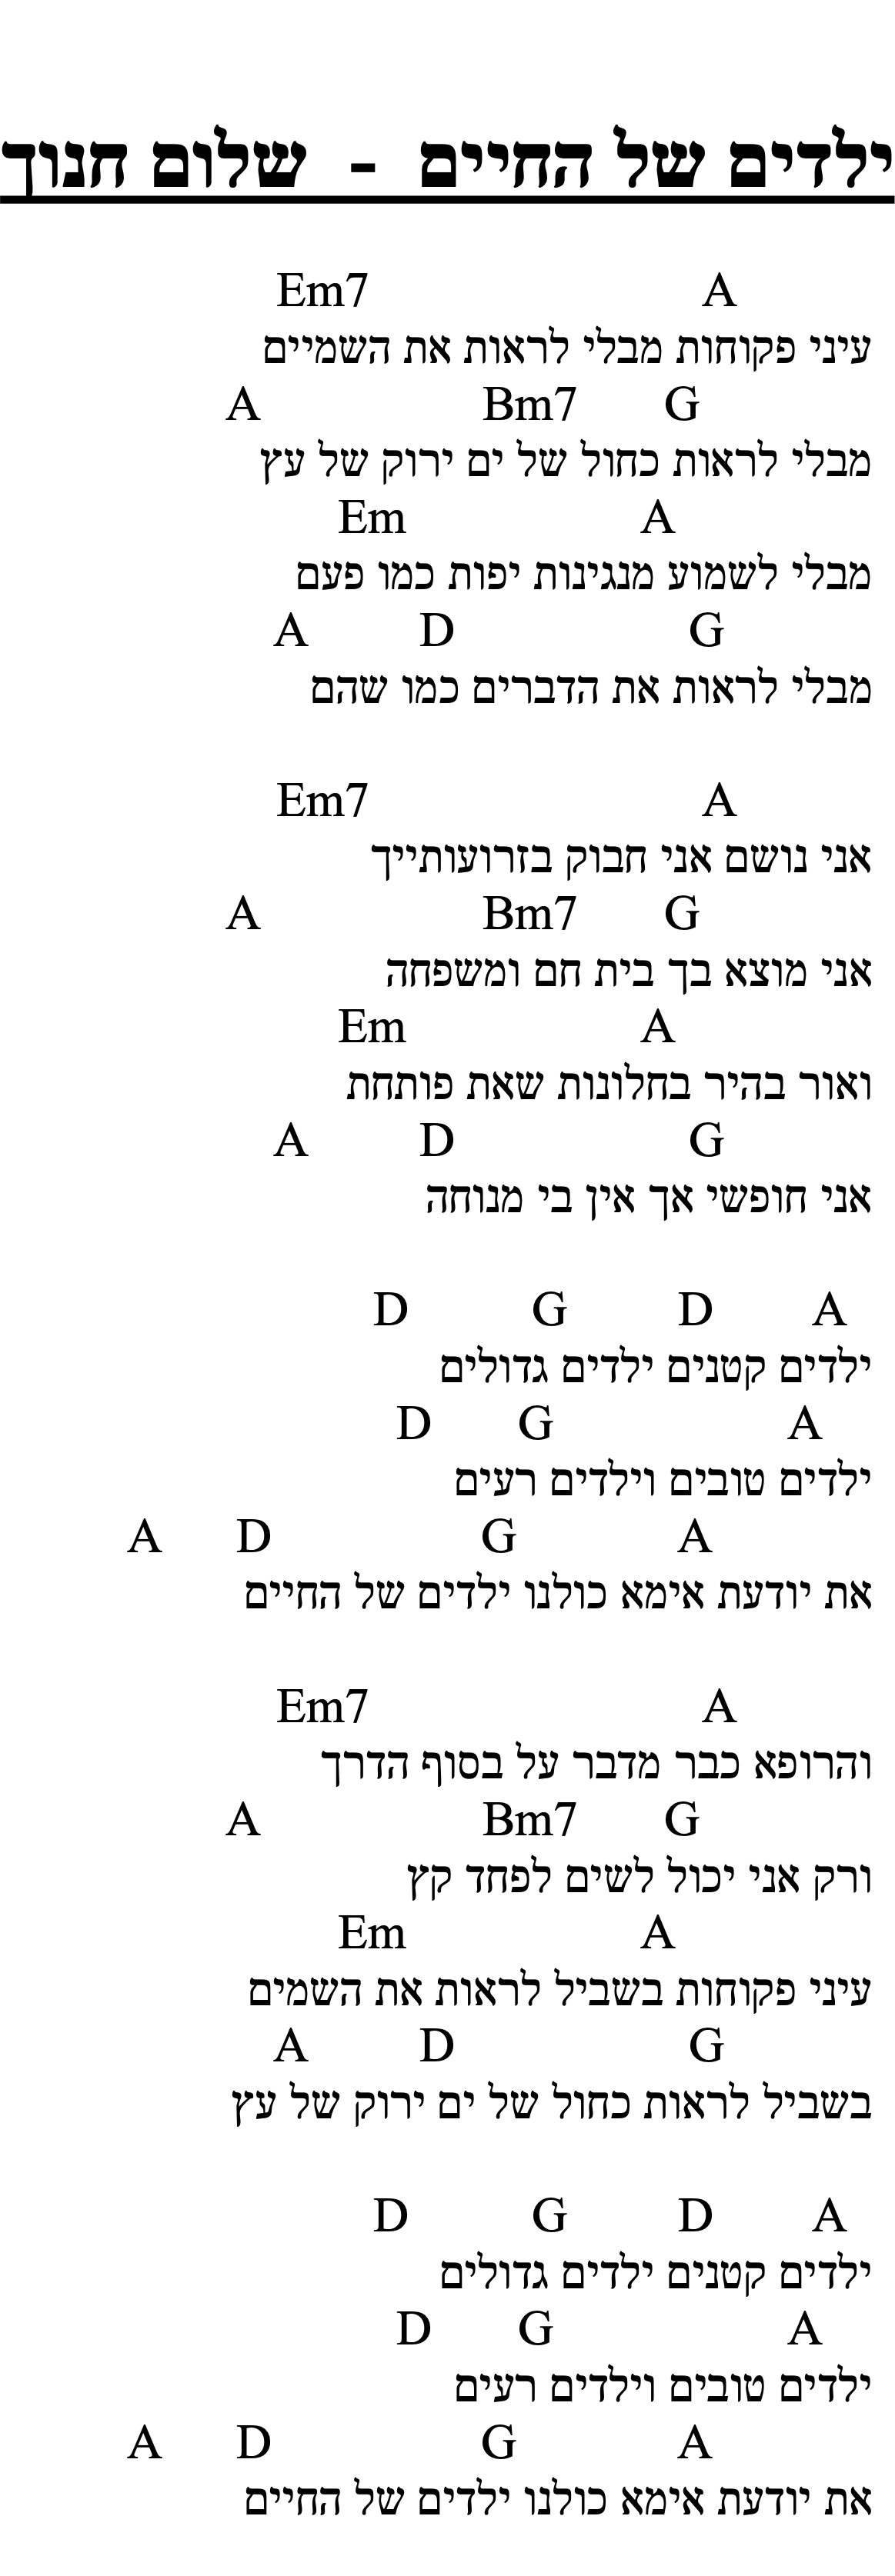 ילדים של החיים - שלום חנוך
Em7 A
עיני פקוחות מבלי לראות את השמיים
A Bm7 G
מבלי לראות כחול של ים ירוק של עץ
Em A
מבלי לשמוע מנגינות יפות כמו פעם
A D G
מבלי לראות את הדברים כמו שהם
Em7 A
אני נושם אני חבוק בזרועותייך
A Bm7 G
אני מוצא בך בית חם ומשפחה
Em A
ואור בהיר בחלונות שאת פותחת
A D G
אני חופשי אך אין בי מנוחה
D G D A
ילדים קטנים ילדים גדולים
D G A
ילדים טובים וילדים רעים
A D G A
את יודעת אימא כולנו ילדים של החיים
Em7 A
והרופא כבר מדבר על בסוף הדרך
A Bm7 G
ורק אני יכול לשים לפחד קץ
Em A
עיני פקוחות בשביל לראות את השמים
A D G
בשביל לראות כחול של ים ירוק של עץ
D G D A
ילדים קטנים ילדים גדולים
D G A
ילדים טובים וילדים רעים
A D G A
את יודעת אימא כולנו ילדים של החיים